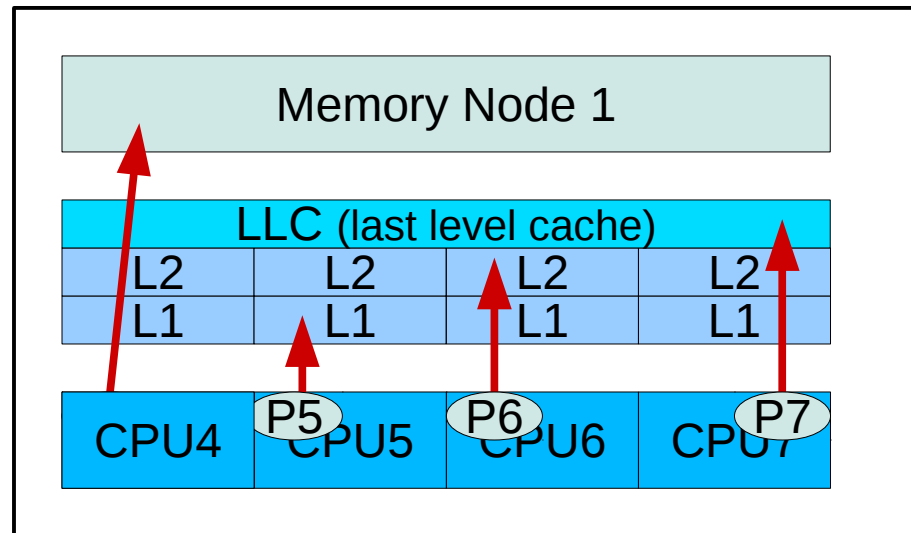 Memory Node 1
LLC (last level cache)
L2 L2 L2 L2
L1 L1 L1 L1
P5 P6 P7
CPU4 CPU5 CPU6 CPU7